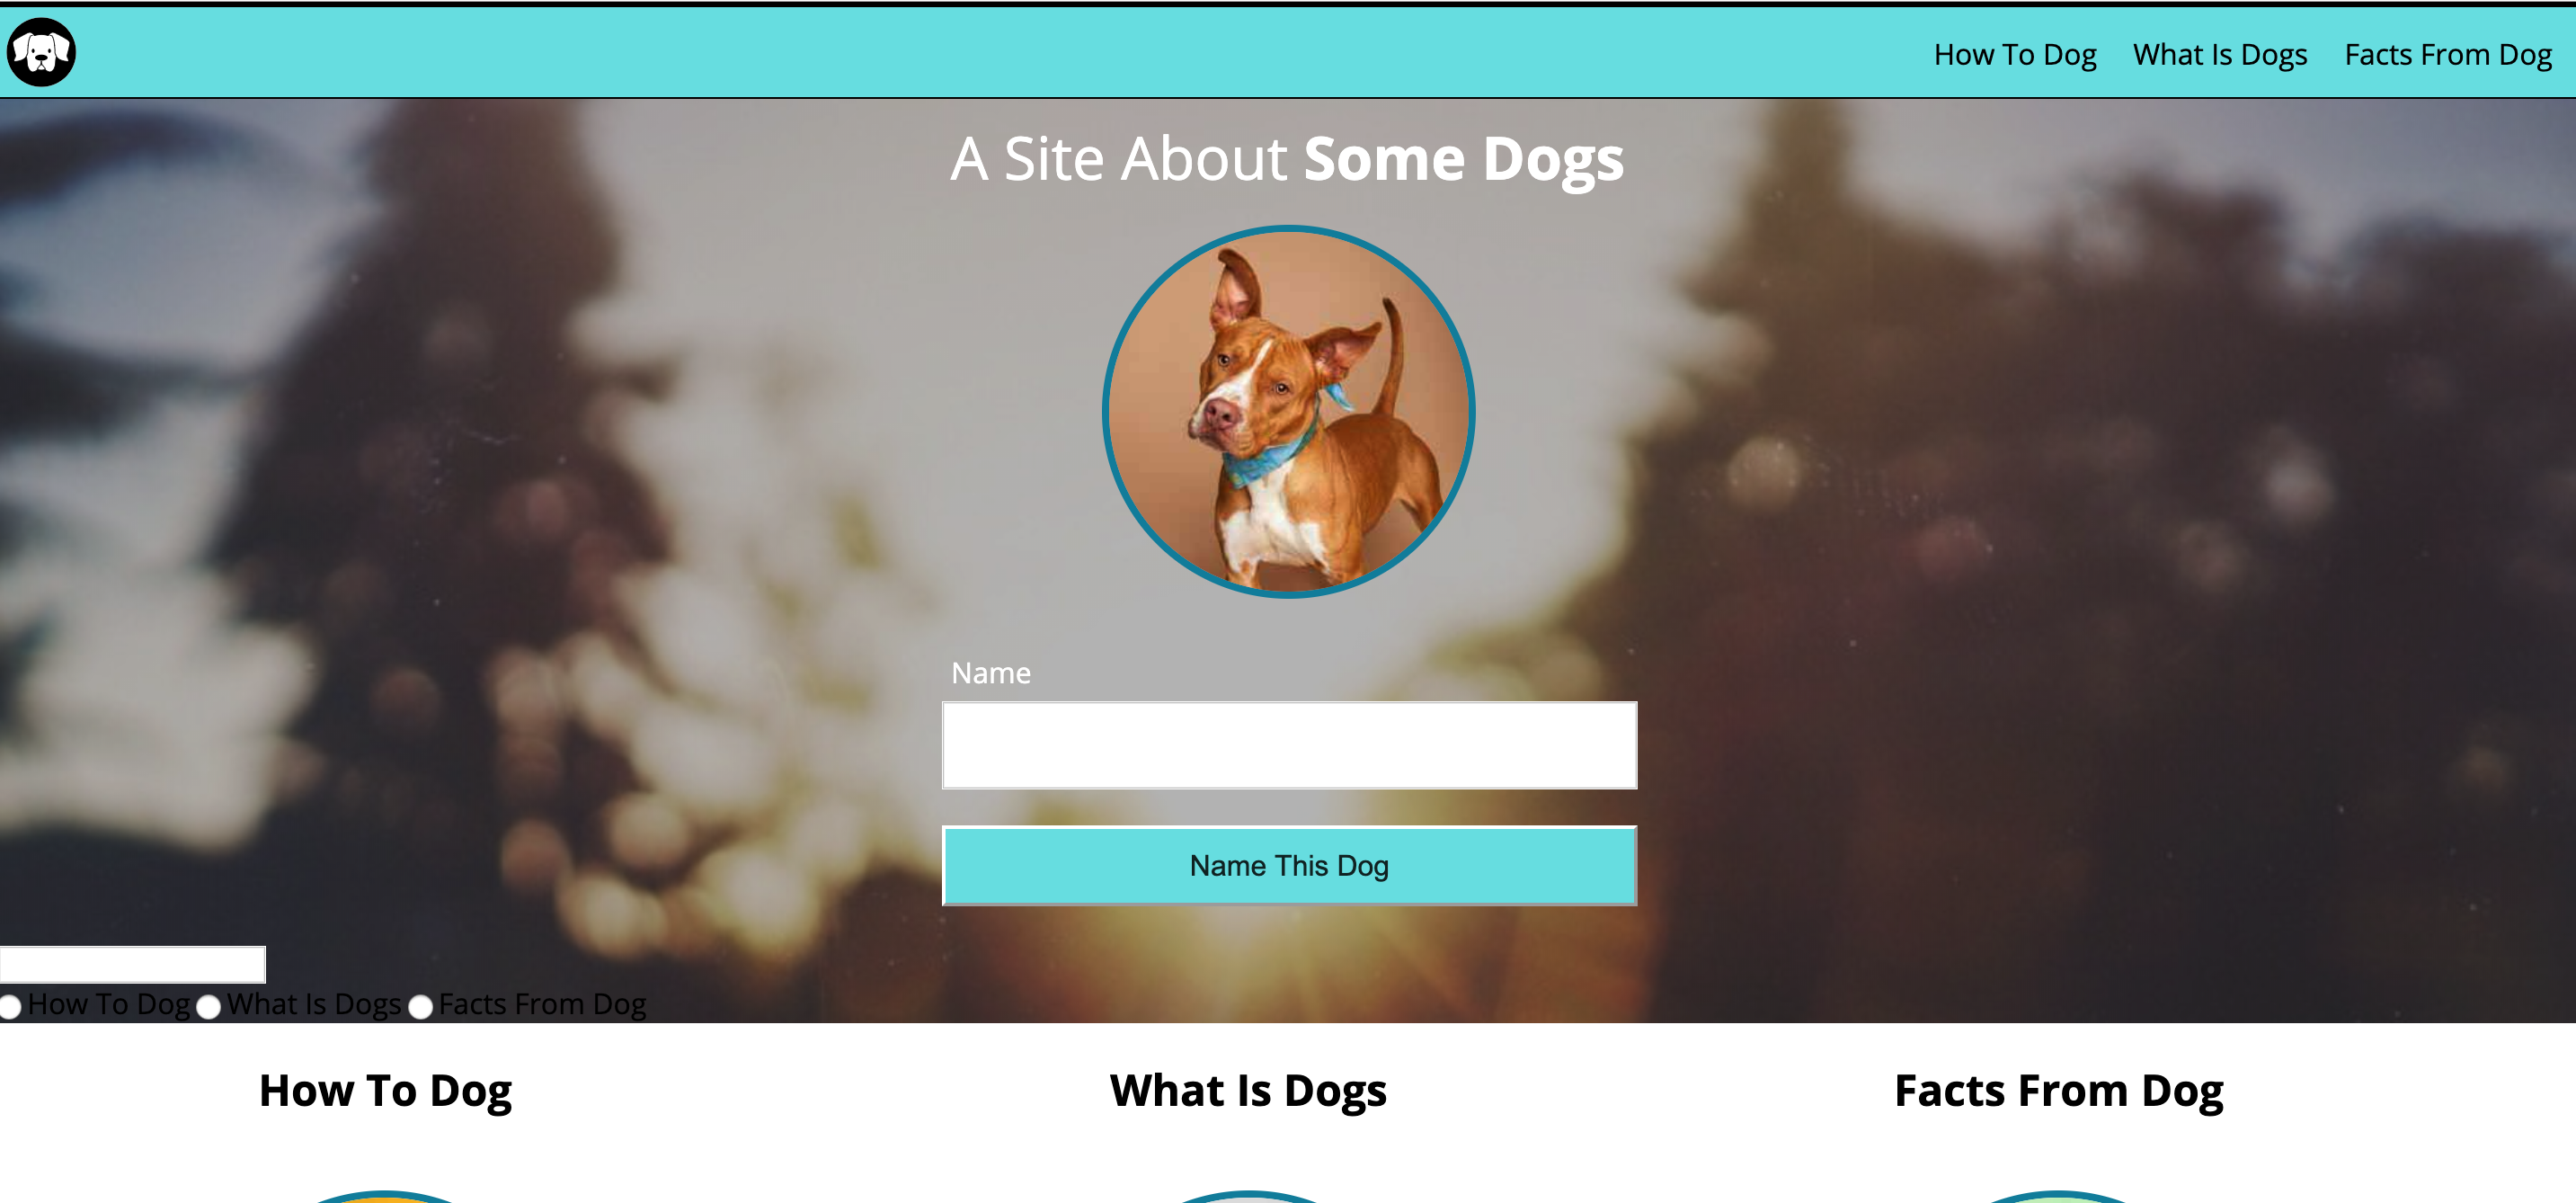 How To Dog What Is Dogs Facts From Dog
A Site About Some Dogs
Name
Name This Dog
How To Dog What Is Dogs Facts From Dog
How To Dog What Is Dogs Facts From Dog